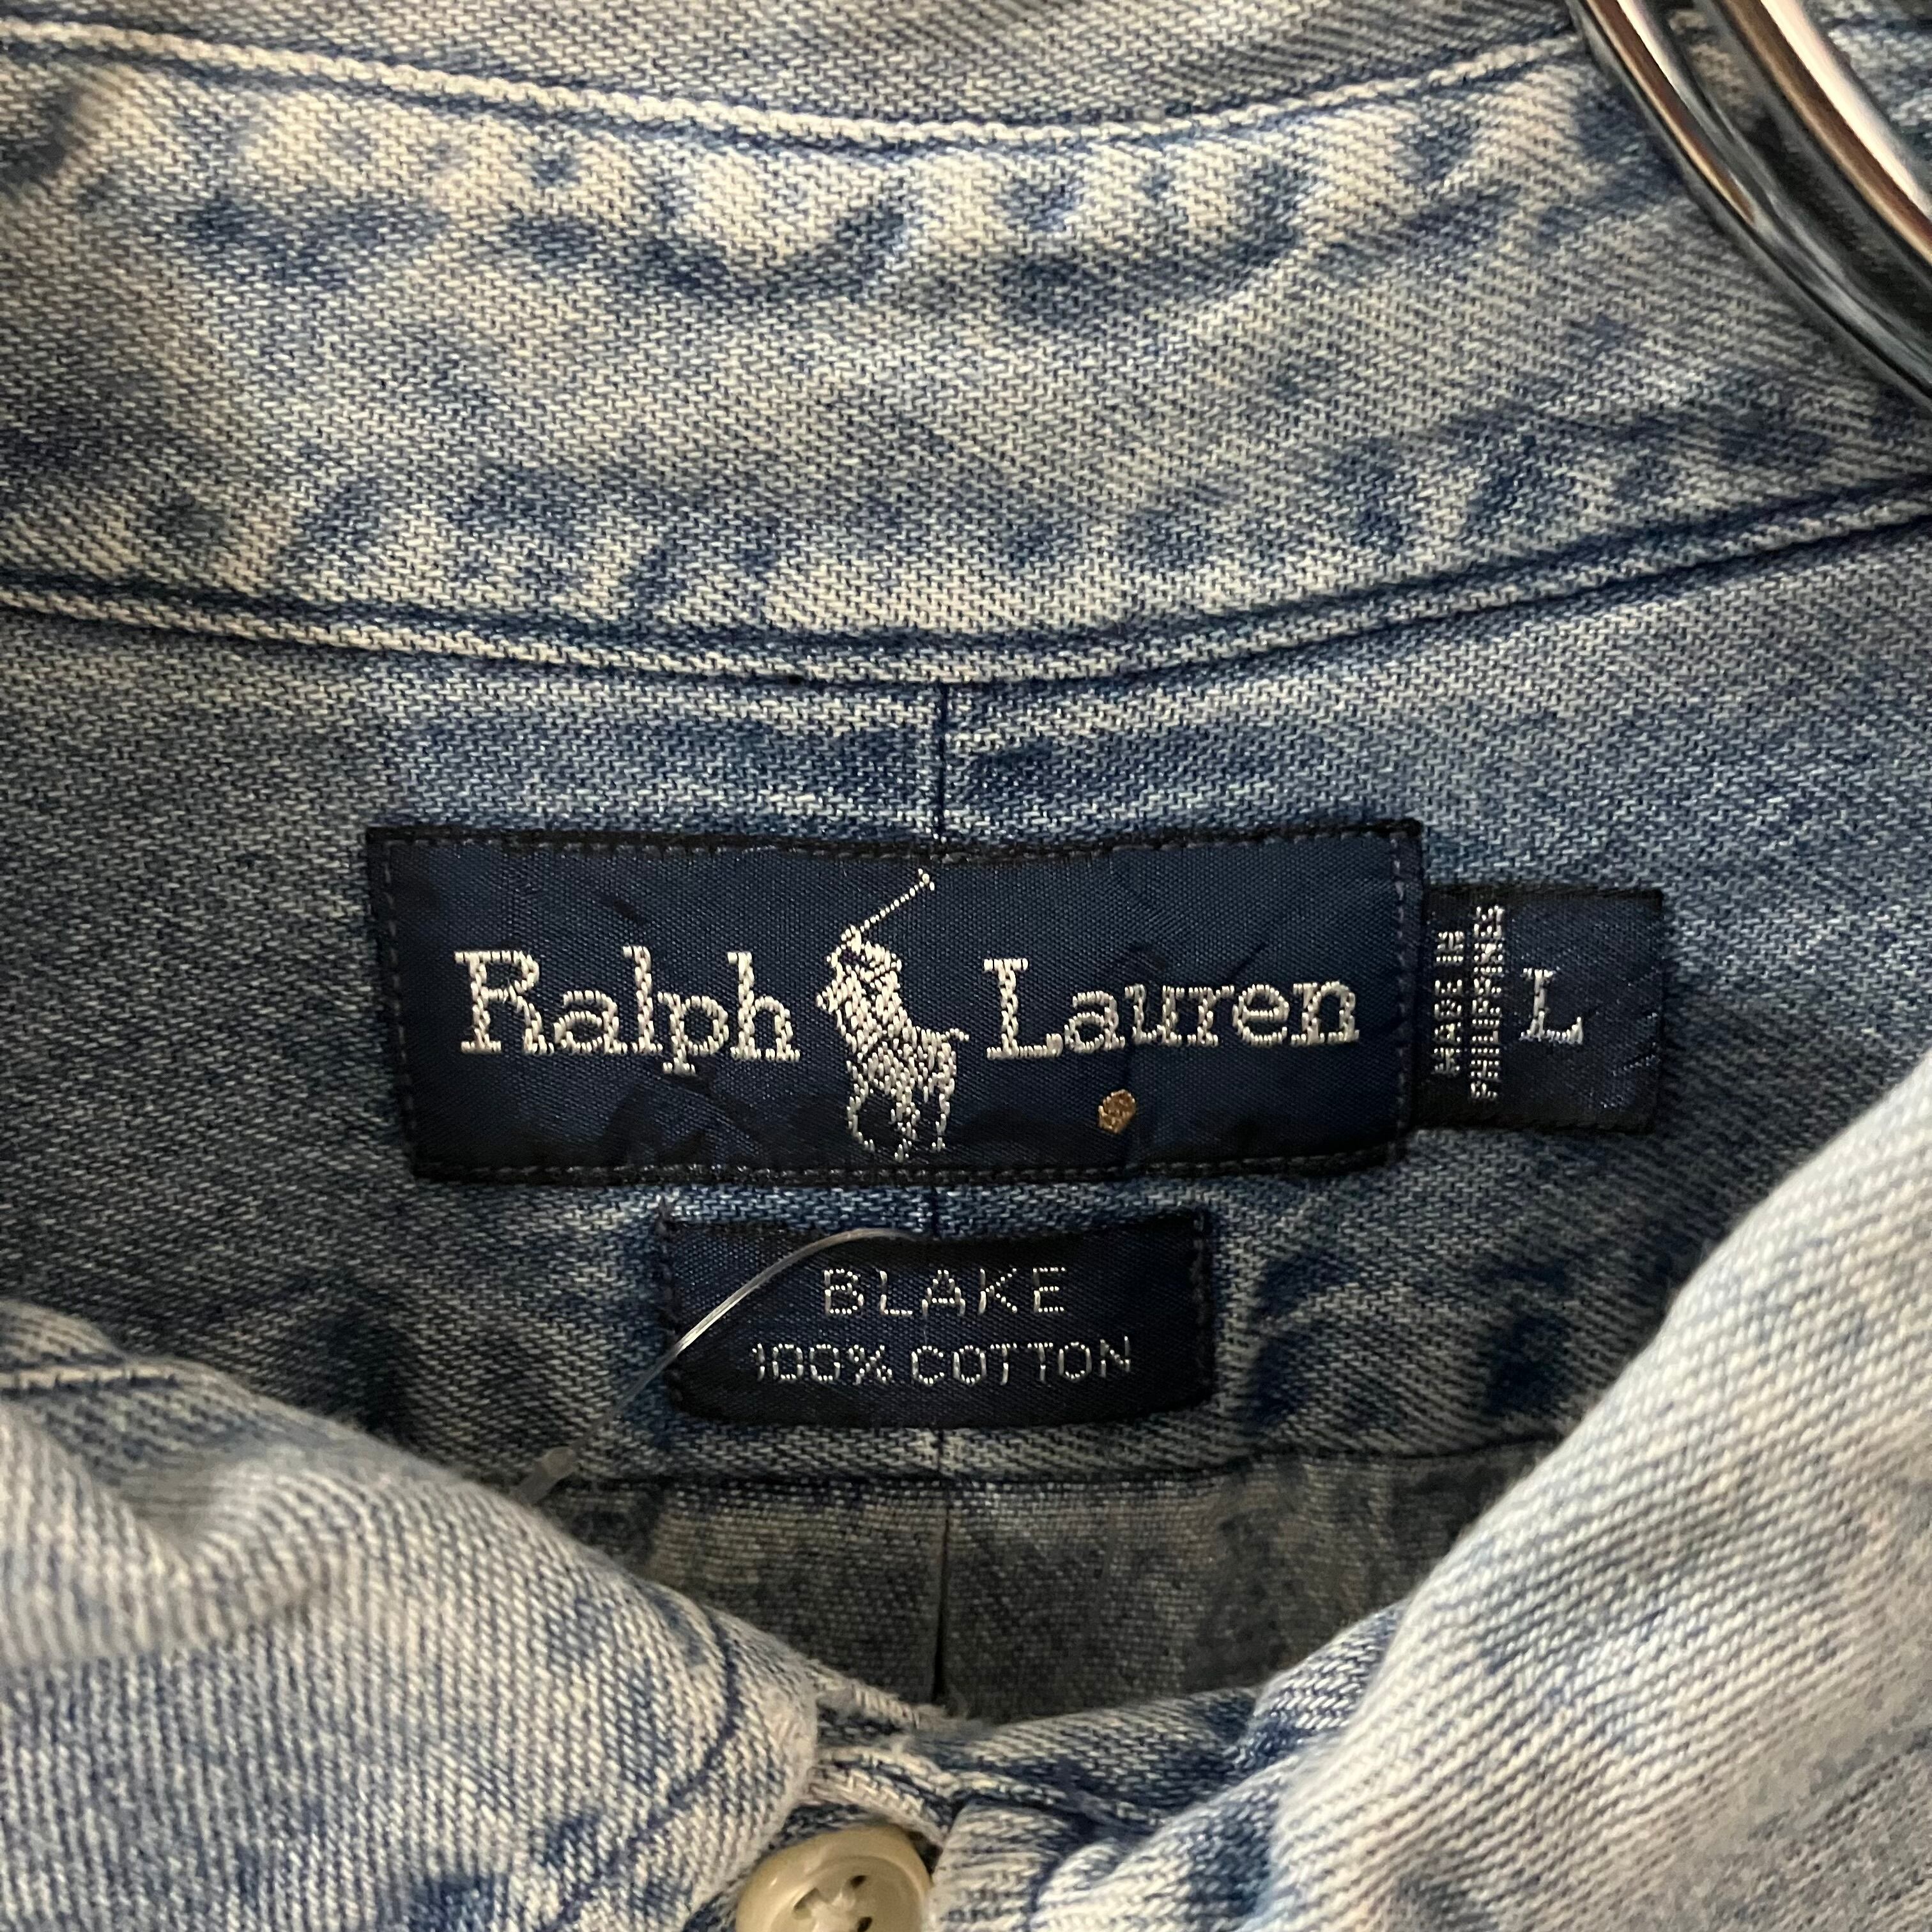 Ralph Lauren
MADE IN
PHILIPPINES
L
BLAKE
100% COTTON